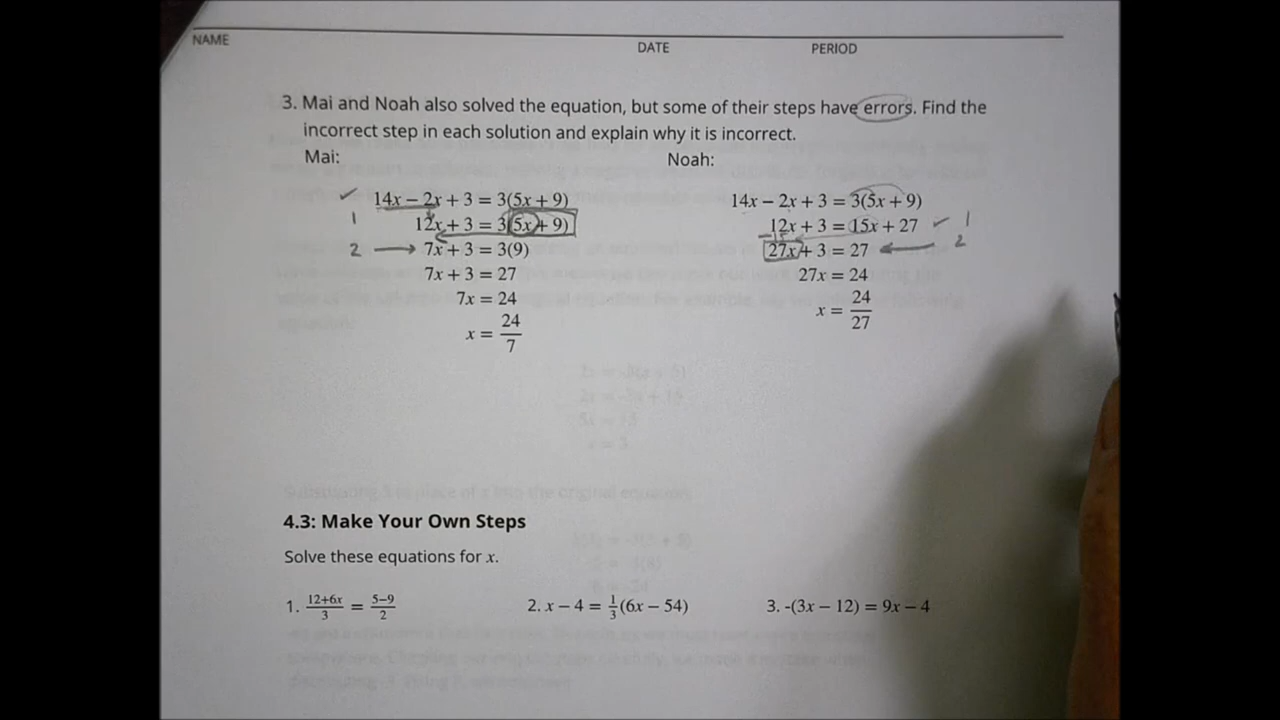 NAME
DATE PERIOD
3. Mai and Noah also solved the equation, but some of their steps have errors. Find the
incorrect step in each solution and explain why it is incorrect.
Mai:
Noah:
✓ 14x − 2x + 3 = 3(5x + 9)
1 12x + 3 = 3(5x + 9)
2 → 7x + 3 = 3(9)
7x + 3 = 27
7x = 24
x = 24/7
14x − 2x + 3 = 3(5x + 9)
12x + 3 = 15x + 27 ✓ 1
27x + 3 = 27 ← 2
27x = 24
x = 24/27
4.3: Make Your Own Steps
Solve these equations for x.
1. (12+6x)/3 = (5−9)/2 2. x − 4 = 1/3(6x − 54) 3. -(3x − 12) = 9x − 4